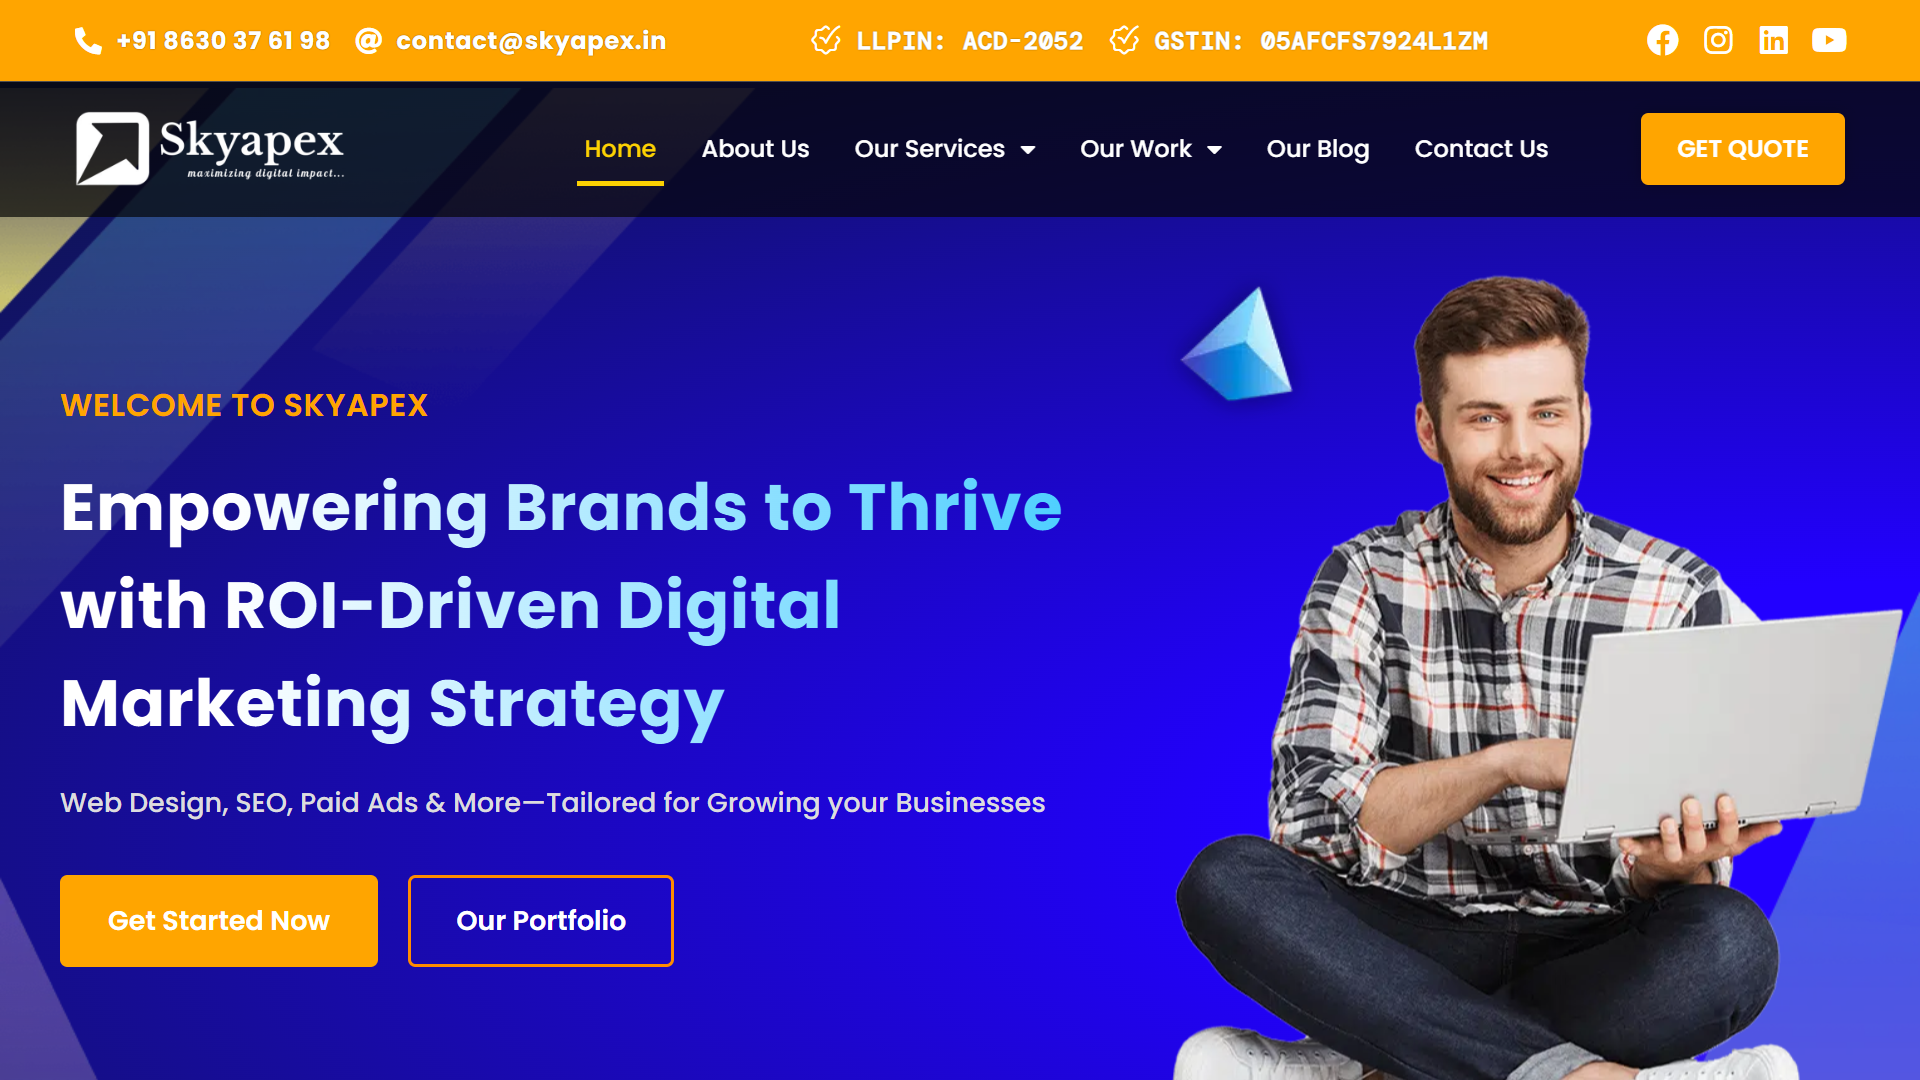 +91 8630 37 61 98
contact@skyapex.in
LLPIN: ACD-2052
GSTIN: 05AFCFS7924L1ZM
Skyapex
maximizing digital impact...
Home
About Us
Our Services
Our Work
Our Blog
Contact Us
GET QUOTE
WELCOME TO SKYAPEX
Empowering Brands to Thrive
with ROI-Driven Digital
Marketing Strategy
Web Design, SEO, Paid Ads & More—Tailored for Growing your Businesses
Get Started Now
Our Portfolio